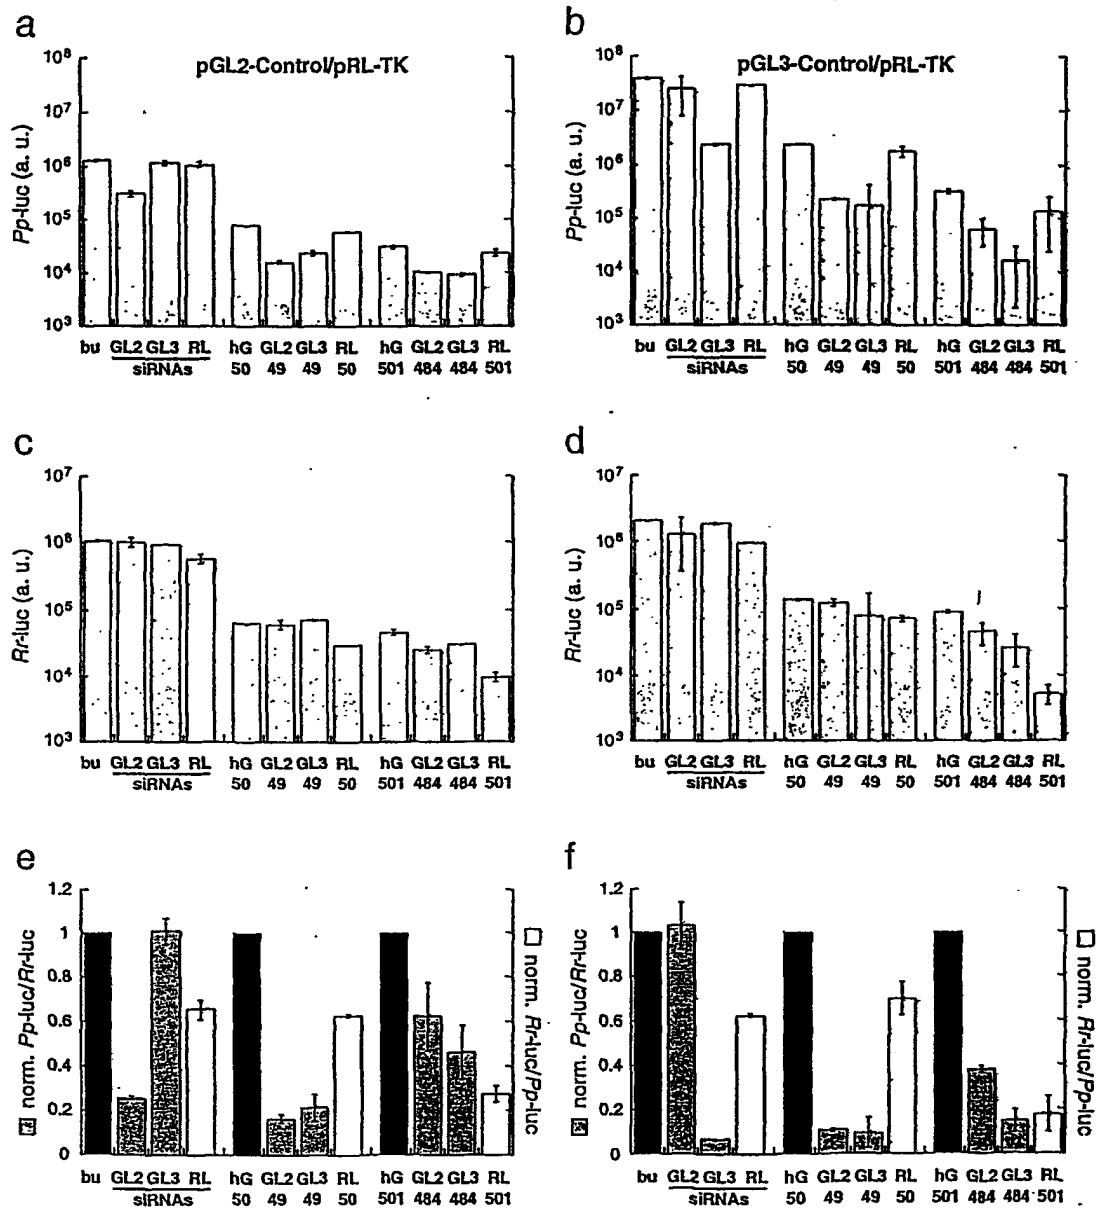 a
pGL2-Control/pRL-TK
Pp-luc (a. u.)
10⁸
10⁷
10⁶
10⁵
10⁴
10³
bu GL2 GL3 RL hG GL2 GL3 RL hG GL2 GL3 RL
siRNAs 50 49 49 50 501 484 484 501
b
pGL3-Control/pRL-TK
Pp-luc (a. u.)
10⁸
10⁷
10⁶
10⁵
10⁴
10³
bu GL2 GL3 RL hG GL2 GL3 RL hG GL2 GL3 RL
siRNAs 50 49 49 50 501 484 484 501
c
Rr-luc (a. u.)
10⁷
10⁶
10⁵
10⁴
10³
bu GL2 GL3 RL hG GL2 GL3 RL hG GL2 GL3 RL
siRNAs 50 49 49 50 501 484 484 501
d
Rr-luc (a. u.)
10⁷
10⁶
10⁵
10⁴
10³
bu GL2 GL3 RL hG GL2 GL3 RL hG GL2 GL3 RL
siRNAs 50 49 49 50 501 484 484 501
e
norm. Pp-luc/Rr-luc
1.2
1
0.8
0.6
0.4
0.2
0
norm. Rr-luc/Pp-luc
bu GL2 GL3 RL hG GL2 GL3 RL hG GL2 GL3 RL
siRNAs 50 49 49 50 501 484 484 501
f
norm. Pp-luc/Rr-luc
1.2
1
0.8
0.6
0.4
0.2
0
norm. Rr-luc/Pp-luc
bu GL2 GL3 RL hG GL2 GL3 RL hG GL2 GL3 RL
siRNAs 50 49 49 50 501 484 484 501